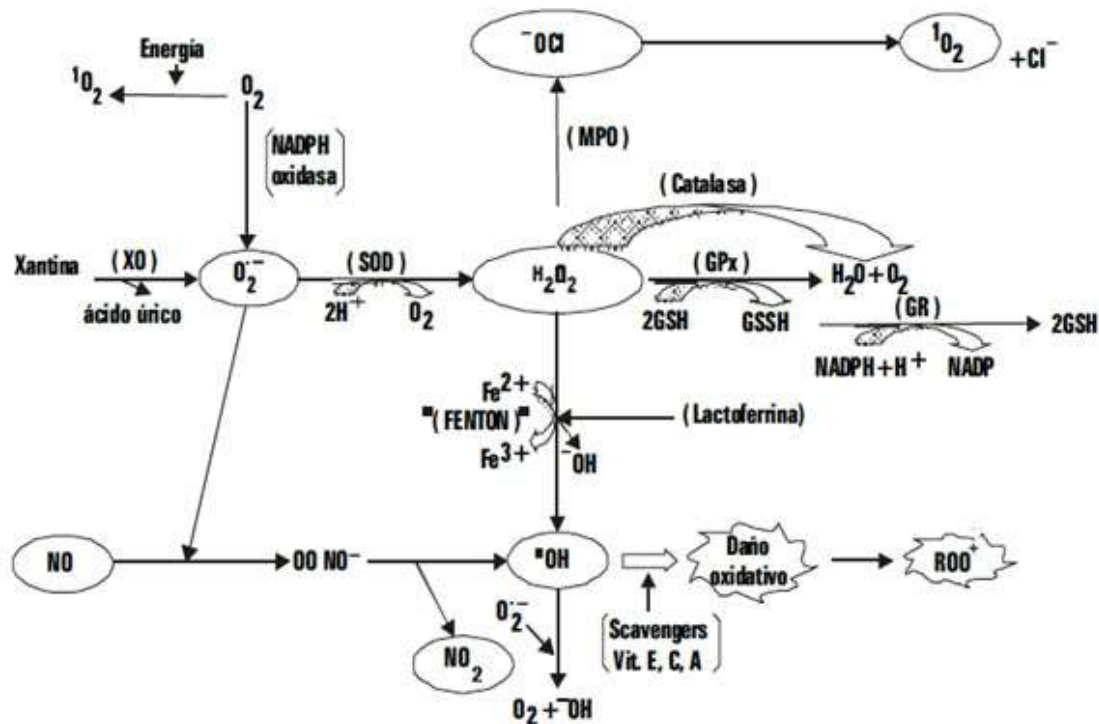 ⁻OCl
¹O₂
+Cl⁻
Energía
¹O₂
O₂
(MPO)
NADPH
oxidasa
(Catalasa)
Xantina
(XO)
O₂·⁻
(SOD)
H₂O₂
(GPx)
H₂O+O₂
ácido úrico
2H⁺
O₂
2GSH
GSSH
(GR)
2GSH
NADPH+H⁺
NADP
Fe²⁺
"(FENTON)"
(Lactoferrina)
Fe³⁺
⁻OH
NO
OO NO⁻
▪OH
Daño
oxidativo
ROO⁺
O₂·⁻
Scavengers
Vit. E, C, A
NO₂
O₂+⁻OH